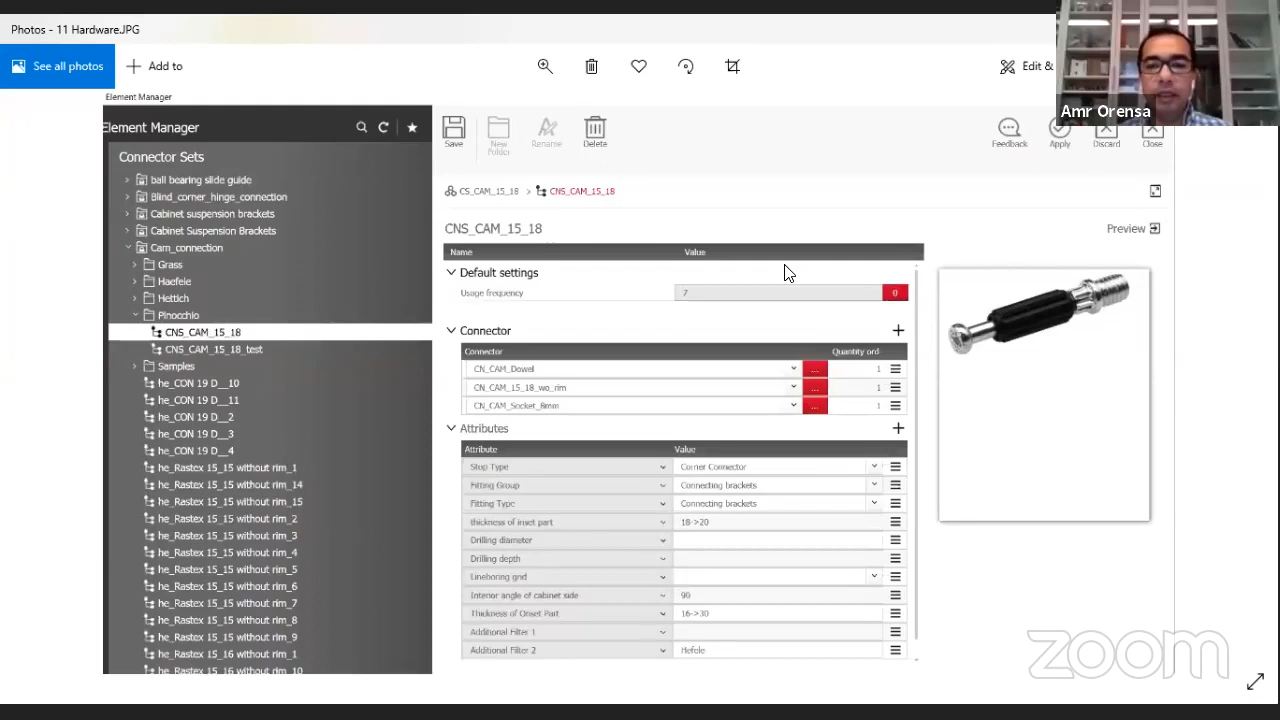 Photos - 11 Hardware.JPG
See all photos
Add to
Edit &
Amr Orensa
Element Manager
Element Manager
Connector Sets
ball bearing slide guide
Blind_corner_hinge_connection
Cabinet suspension brackets
Cabinet Suspension Brackets
Cam_connection
Grass
Haefele
Hettich
Pinocchio
CNS_CAM_15_18
CNS_CAM_15_18_test
Samples
he_CON 19 D__10
he_CON 19 D__11
he_CON 19 D__2
he_CON 19 D__3
he_CON 19 D__4
he_Rastex 15_15 without rim_1
he_Rastex 15_15 without rim_14
he_Rastex 15_15 without rim_15
he_Rastex 15_15 without rim_2
he_Rastex 15_15 without rim_3
he_Rastex 15_15 without rim_4
he_Rastex 15_15 without rim_5
he_Rastex 15_15 without rim_6
he_Rastex 15_15 without rim_7
he_Rastex 15_15 without rim_8
he_Rastex 15_15 without rim_9
he_Rastex 15_16 without rim_1
he_Rastex 15_16 without rim_10
Save
New Folder
Rename
Delete
Feedback
Apply
Discard
Close
CS_CAM_15_18 > CNS_CAM_15_18
CNS_CAM_15_18
Preview
Name Value
Default settings
Usage frequency 7 0
Connector
Connector Quantity ord
CN_CAM_Dowel ... 1
CN_CAM_15_18_wo_rim ... 1
CN_CAM_Socket_8mm ... 1
Attributes
Attribute Value
Stop Type Corner Connector
Fitting Group Connecting brackets
Fitting Type Connecting brackets
thickness of inset part 18->20
Drilling diameter
Drilling depth
Lineboring grid
Interior angle of cabinet side 90
Thickness of Onset Part 16->30
Additional Filter 1
Additional Filter 2 Hefele
zoom